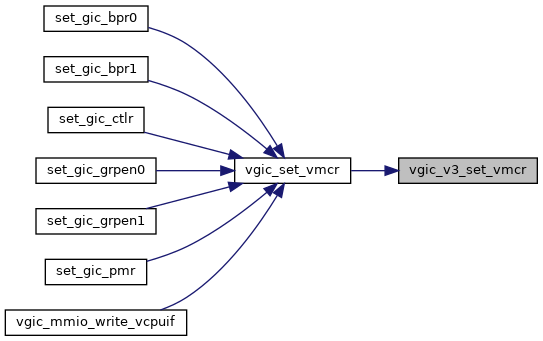 set_gic_bpr0
set_gic_bpr1
set_gic_ctlr
set_gic_grpen0
set_gic_grpen1
set_gic_pmr
vgic_mmio_write_vcpuif
vgic_set_vmcr
vgic_v3_set_vmcr